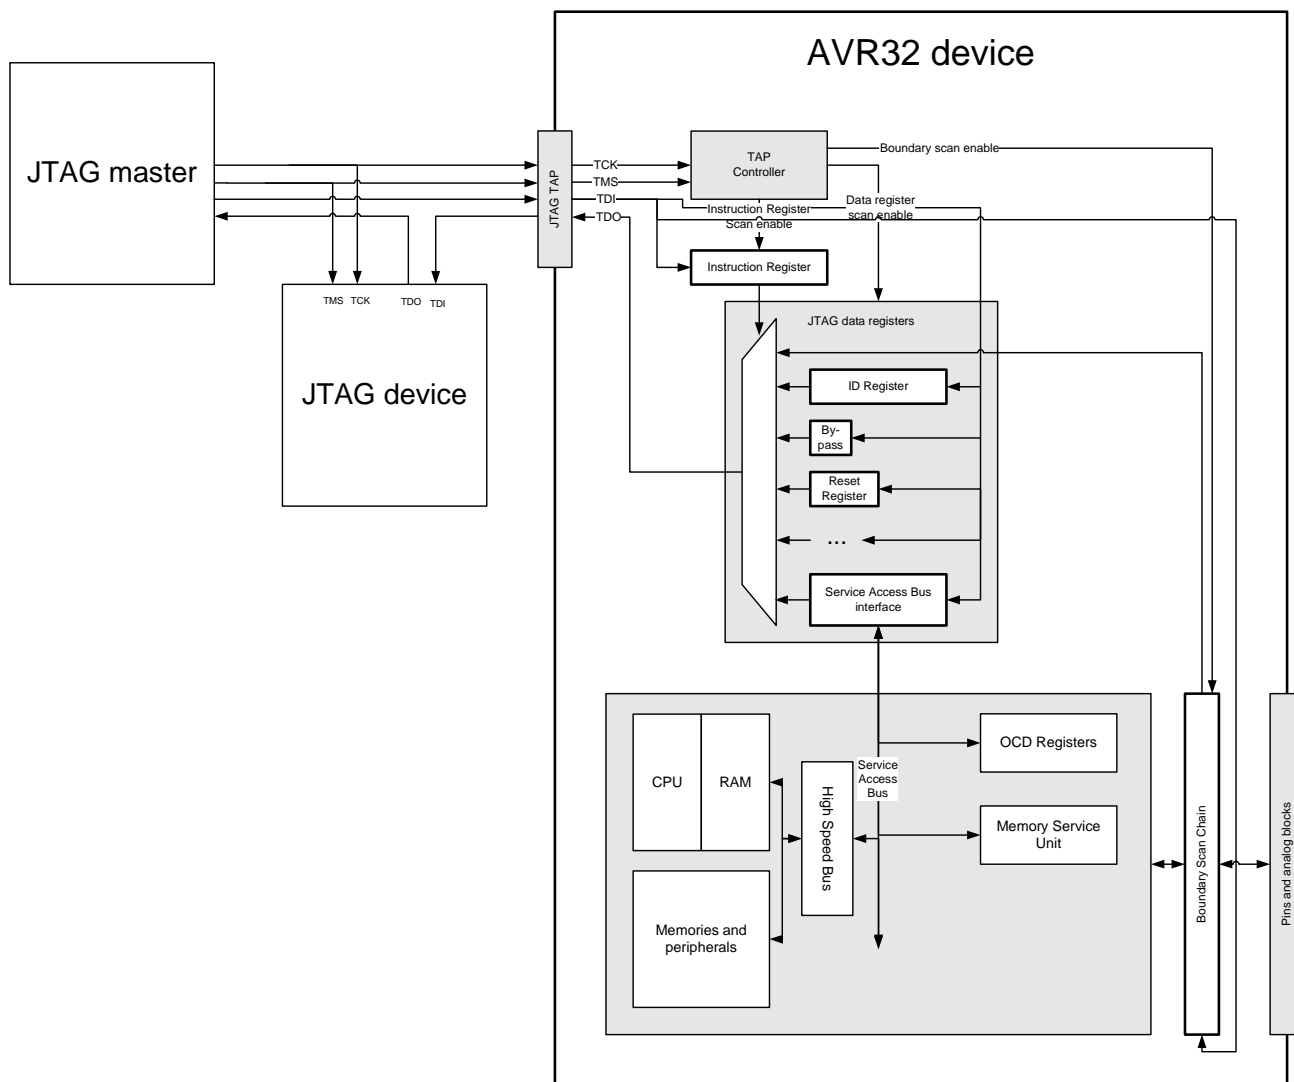 AVR32 device
JTAG master
JTAG TAP
TCK
TMS
TDI
TDO
TAP
Controller
Boundary scan enable
Instruction Register
Scan enable
Data register
scan enable
Instruction Register
TMS
TCK
TDO
TDI
JTAG device
JTAG data registers
ID Register
By-
pass
Reset
Register
...
Service Access Bus
interface
CPU
RAM
High Speed Bus
Service
Access
Bus
OCD Registers
Memory Service
Unit
Memories and
peripherals
Boundary Scan Chain
Pins and analog blocks